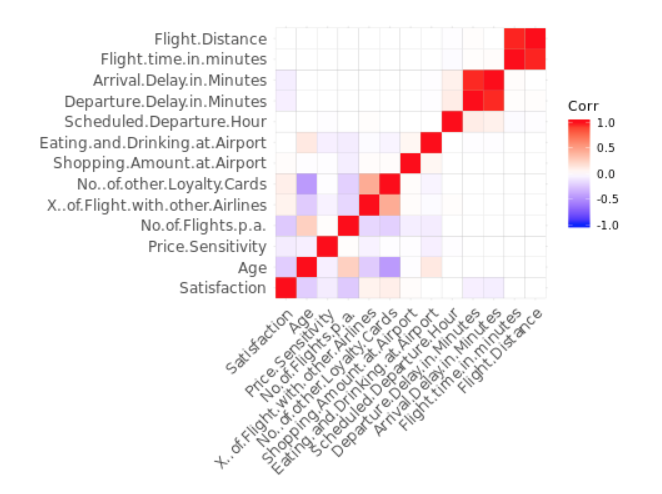 Flight.Distance
Flight.time.in.minutes
Arrival.Delay.in.Minutes
Departure.Delay.in.Minutes
Scheduled.Departure.Hour
Eating.and.Drinking.at.Airport
Shopping.Amount.at.Airport
No..of.other.Loyalty.Cards
X..of.Flight.with.other.Airlines
No.of.Flights.p.a.
Price.Sensitivity
Age
Satisfaction
Satisfaction
Age
Price.Sensitivity
No.of.Flights.p.a.
X..of.Flight.with.other.Airlines
No..of.other.Loyalty.Cards
Shopping.Amount.at.Airport
Eating.and.Drinking.at.Airport
Scheduled.Departure.Hour
Departure.Delay.in.Minutes
Arrival.Delay.in.Minutes
Flight.time.in.minutes
Flight.Distance
Corr
1.0
0.5
0.0
-0.5
-1.0